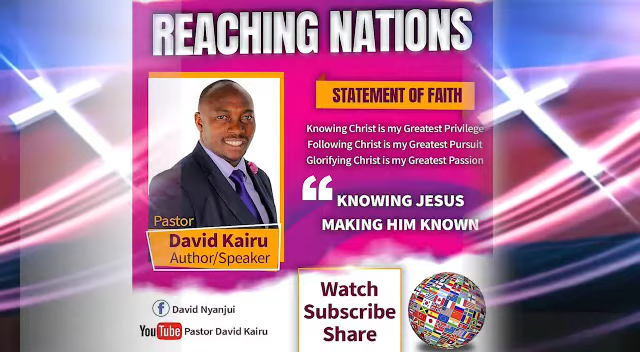 REACHING NATIONS
STATEMENT OF FAITH
Knowing Christ is my Greatest Privilege
Following Christ is my Greatest Pursuit
Glorifying Christ is my Greatest Passion
“ KNOWING JESUS
MAKING HIM KNOWN
Pastor
David Kairu
Author/Speaker
f David Nyanjui
YouTube Pastor David Kairu
Watch
Subscribe
Share